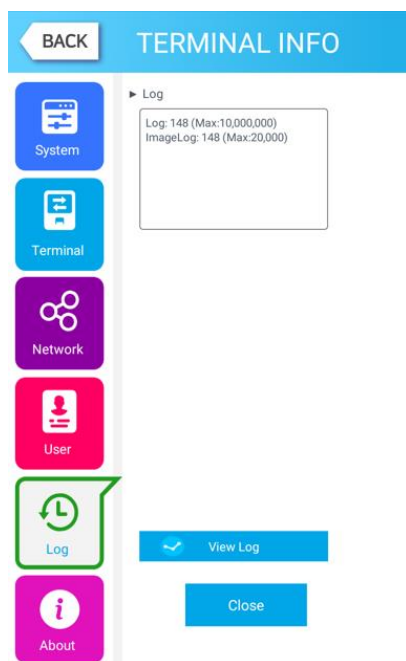 BACK
TERMINAL INFO
► Log
Log: 148 (Max:10,000,000)
ImageLog: 148 (Max:20,000)
System
Terminal
Network
User
Log
About
View Log
Close